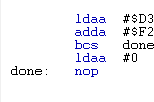 ldaa #$D3
adda #$F2
bcs done
ldaa #0
done: nop